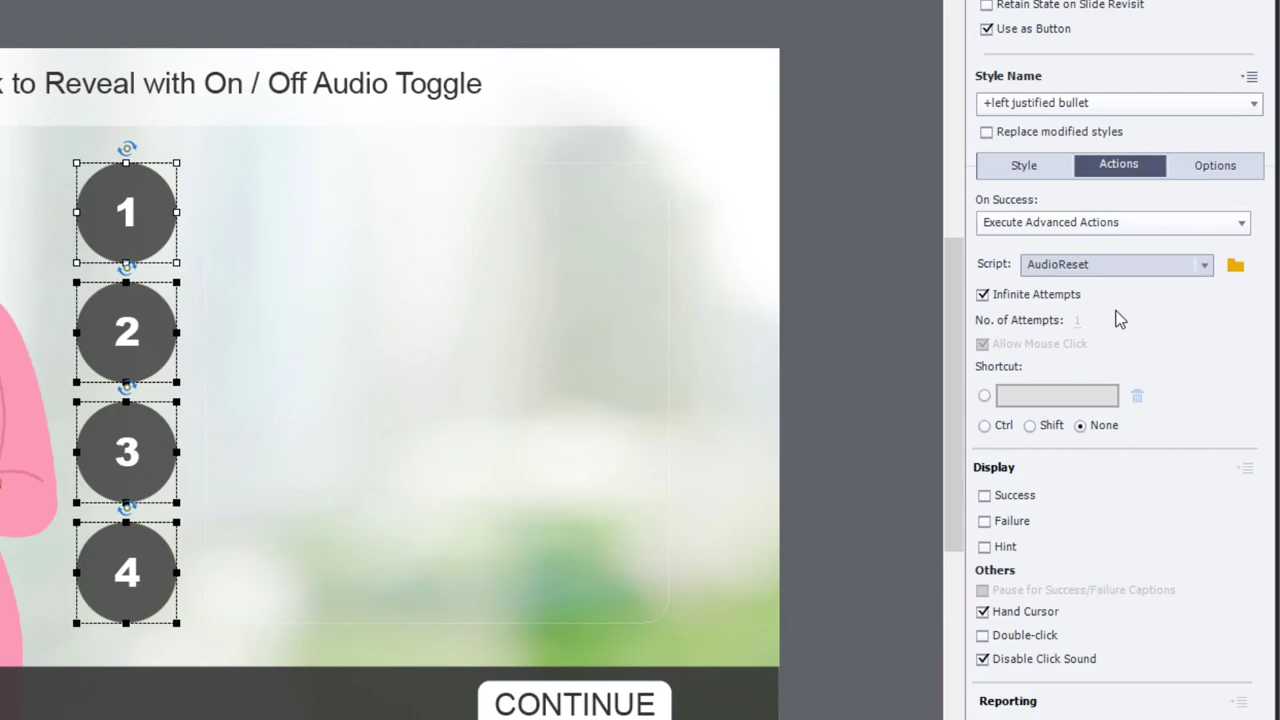 Retain State on Slide Revisit
Use as Button
to Reveal with On / Off Audio Toggle
Style Name
+left justified bullet
Replace modified styles
Style Actions Options
On Success:
Execute Advanced Actions
Script: AudioReset
Infinite Attempts
No. of Attempts: 1
Allow Mouse Click
Shortcut:
Ctrl Shift None
Display
Success
Failure
Hint
Others
Pause for Success/Failure Captions
Hand Cursor
Double-click
Disable Click Sound
Reporting
1
2
3
4
CONTINUE